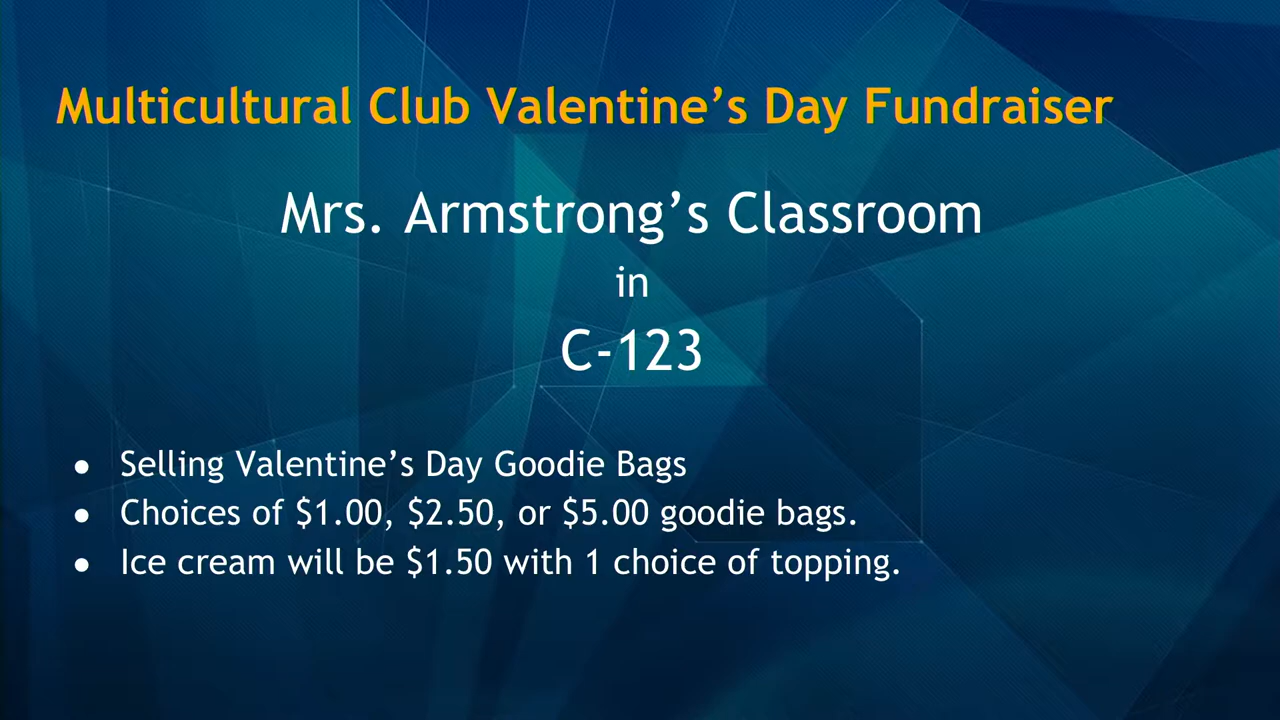 Multicultural Club Valentine’s Day Fundraiser
Mrs. Armstrong’s Classroom
in
C-123
● Selling Valentine’s Day Goodie Bags
● Choices of $1.00, $2.50, or $5.00 goodie bags.
● Ice cream will be $1.50 with 1 choice of topping.